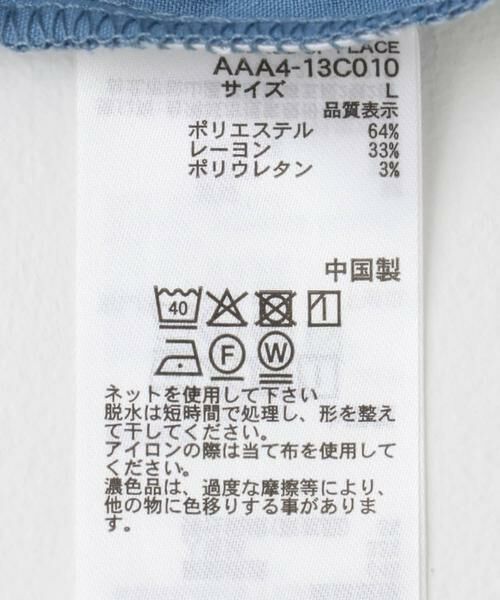 PLACE
AAA4-13C010
サイズ L
品質表示
ポリエステル 64%
レーヨン 33%
ポリウレタン 3%
中国製
40
F W
ネットを使用して下さい
脱水は短時間で処理し、形を整え
て干してください。
アイロンの際は当て布を使用して
ください。
濃色品は、過度な摩擦等により、
他の物に色移りする事がありま
す。